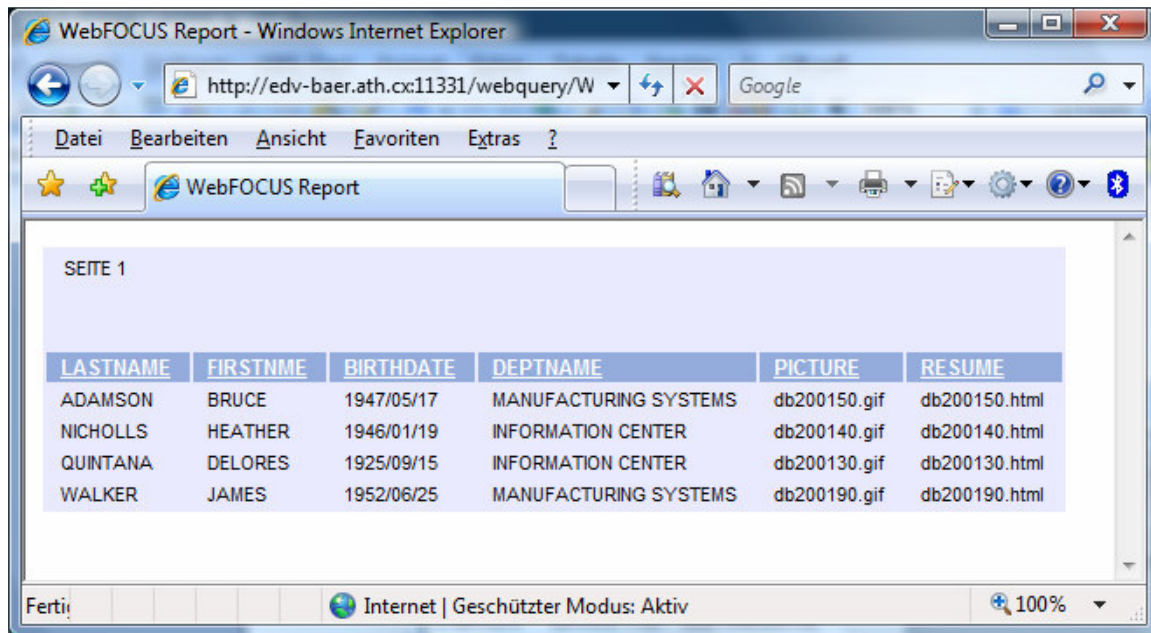 WebFOCUS Report - Windows Internet Explorer
http://edv-baer.ath.cx:11331/webquery/W Google
Datei Bearbeiten Ansicht Favoriten Extras ?
WebFOCUS Report
SEITE 1
LASTNAME FIRSTNME BIRTHDATE DEPTNAME PICTURE RESUME
ADAMSON BRUCE 1947/05/17 MANUFACTURING SYSTEMS db200150.gif db200150.html
NICHOLLS HEATHER 1946/01/19 INFORMATION CENTER db200140.gif db200140.html
QUINTANA DELORES 1925/09/15 INFORMATION CENTER db200130.gif db200130.html
WALKER JAMES 1952/06/25 MANUFACTURING SYSTEMS db200190.gif db200190.html
Ferti Internet | Geschützter Modus: Aktiv 100%